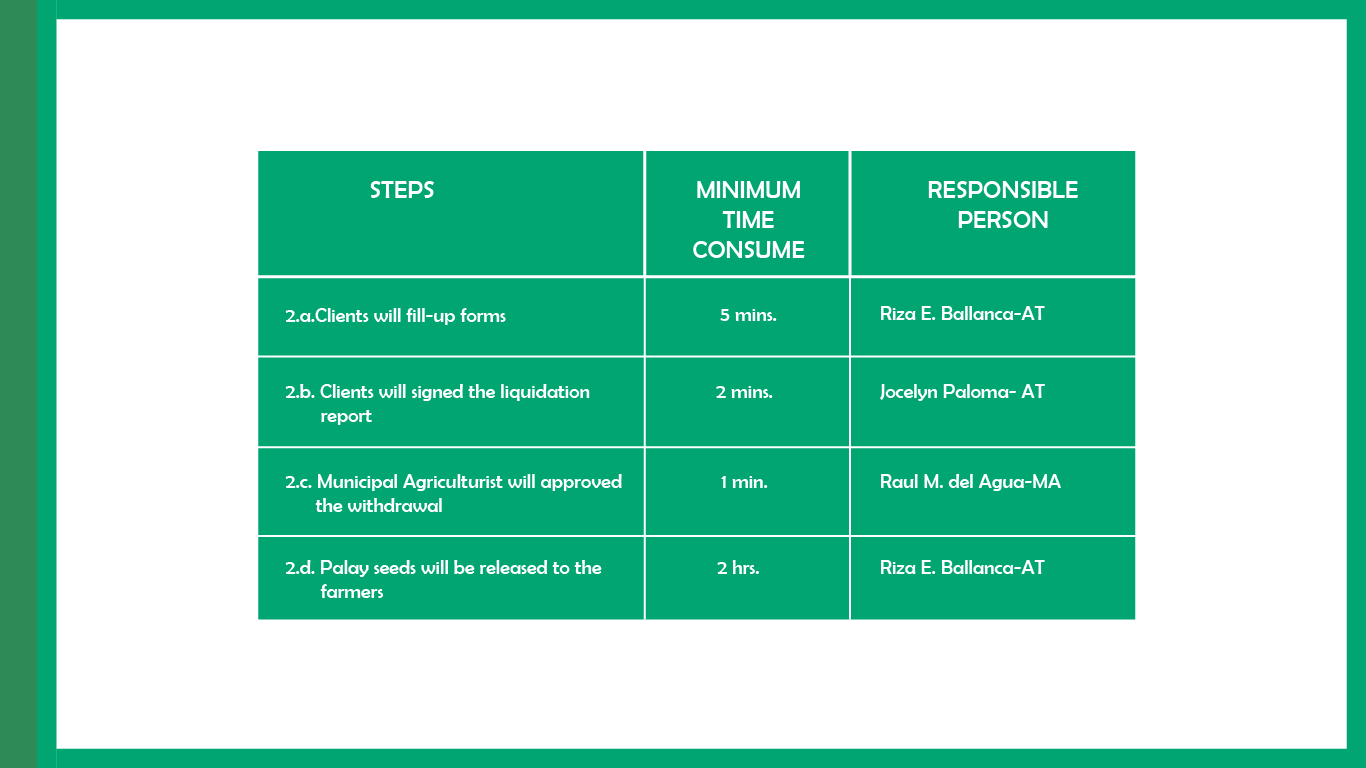 STEPS
MINIMUM
TIME
CONSUME
RESPONSIBLE
PERSON
2.a.Clients will fill-up forms
5 mins.
Riza E. Ballanca-AT
2.b. Clients will signed the liquidation
report
2 mins.
Jocelyn Paloma- AT
2.c. Municipal Agriculturist will approved
the withdrawal
1 min.
Raul M. del Agua-MA
2.d. Palay seeds will be released to the
farmers
2 hrs.
Riza E. Ballanca-AT